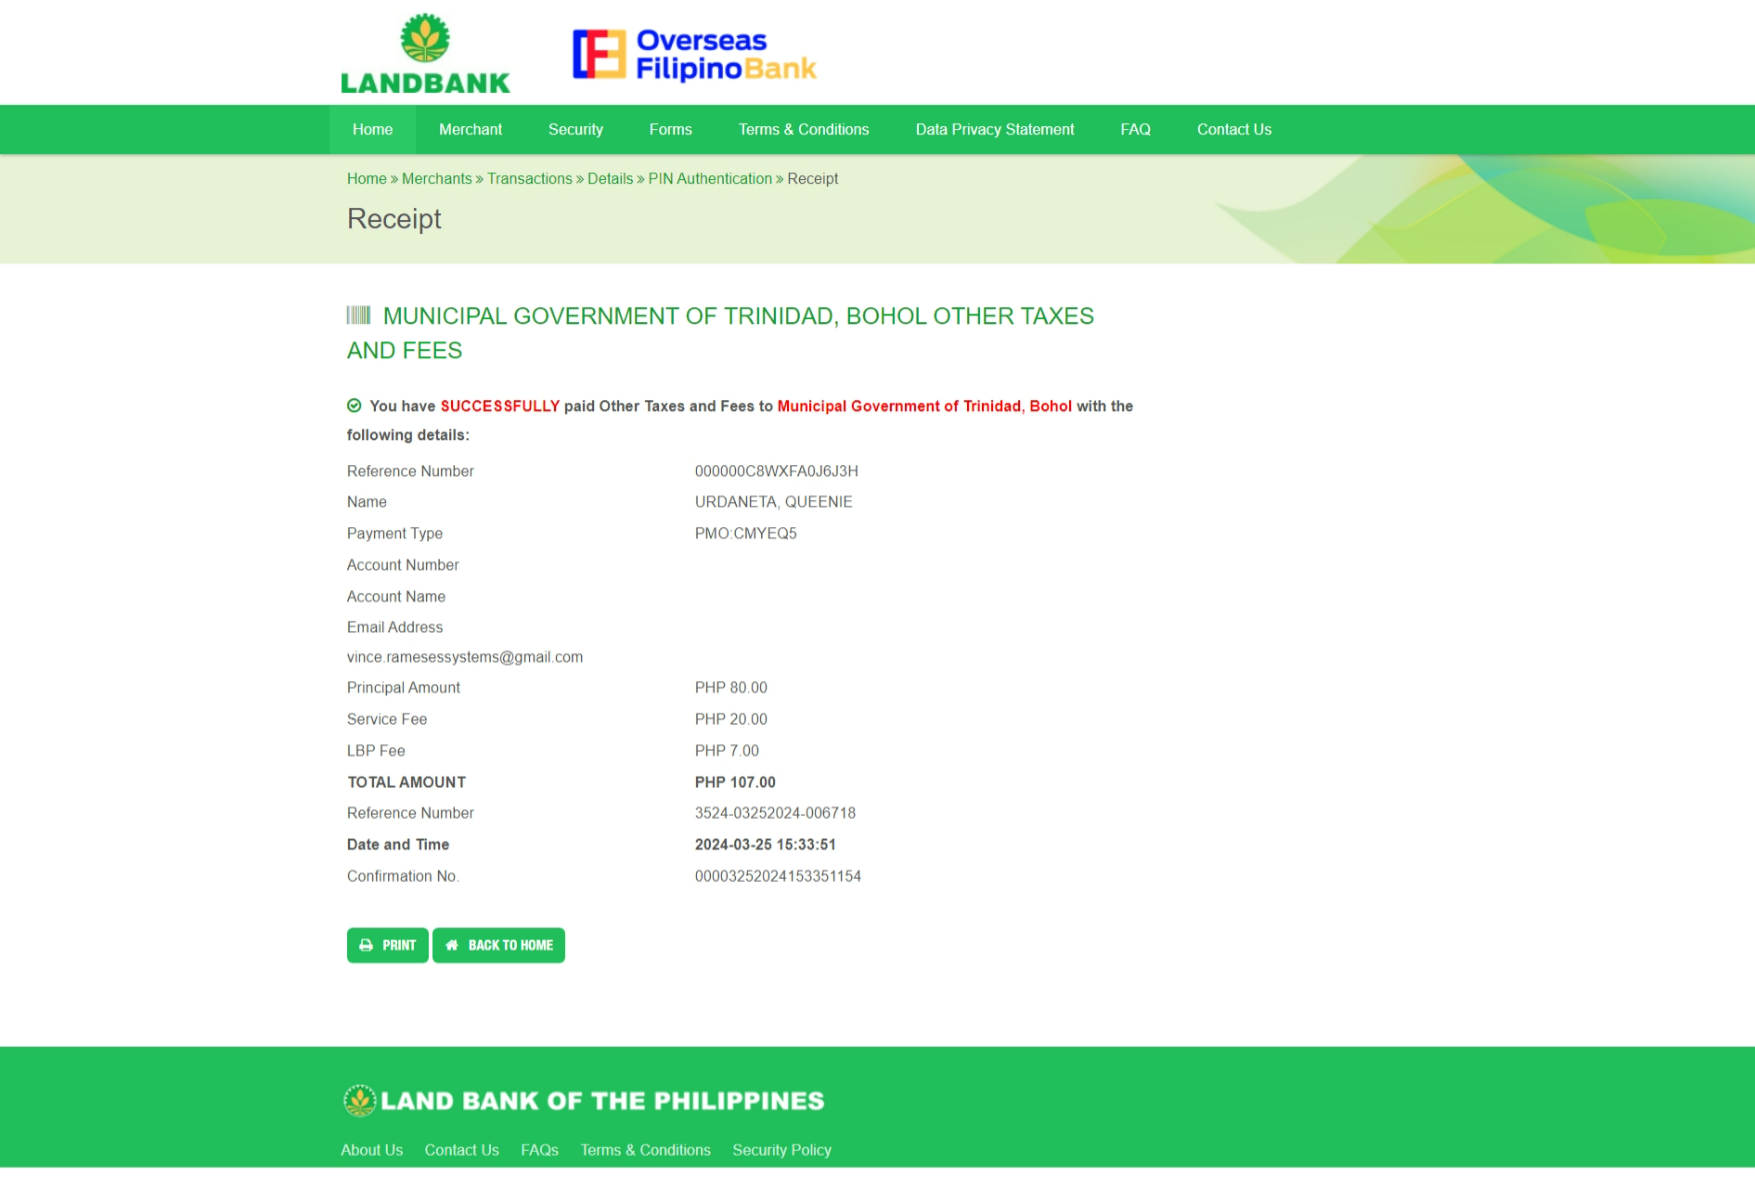 LANDBANK
Overseas
FilipinoBank
Home Merchant Security Forms Terms & Conditions Data Privacy Statement FAQ Contact Us
Home » Merchants » Transactions » Details » PIN Authentication » Receipt
Receipt
MUNICIPAL GOVERNMENT OF TRINIDAD, BOHOL OTHER TAXES
AND FEES
You have SUCCESSFULLY paid Other Taxes and Fees to Municipal Government of Trinidad, Bohol with the
following details:
Reference Number 000000C8WXFA0J6J3H
Name URDANETA, QUEENIE
Payment Type PMO:CMYEQ5
Account Number
Account Name
Email Address
vince.ramesessystems@gmail.com
Principal Amount PHP 80.00
Service Fee PHP 20.00
LBP Fee PHP 7.00
TOTAL AMOUNT PHP 107.00
Reference Number 3524-03252024-006718
Date and Time 2024-03-25 15:33:51
Confirmation No. 00003252024153351154
PRINT BACK TO HOME
LAND BANK OF THE PHILIPPINES
About Us Contact Us FAQs Terms & Conditions Security Policy